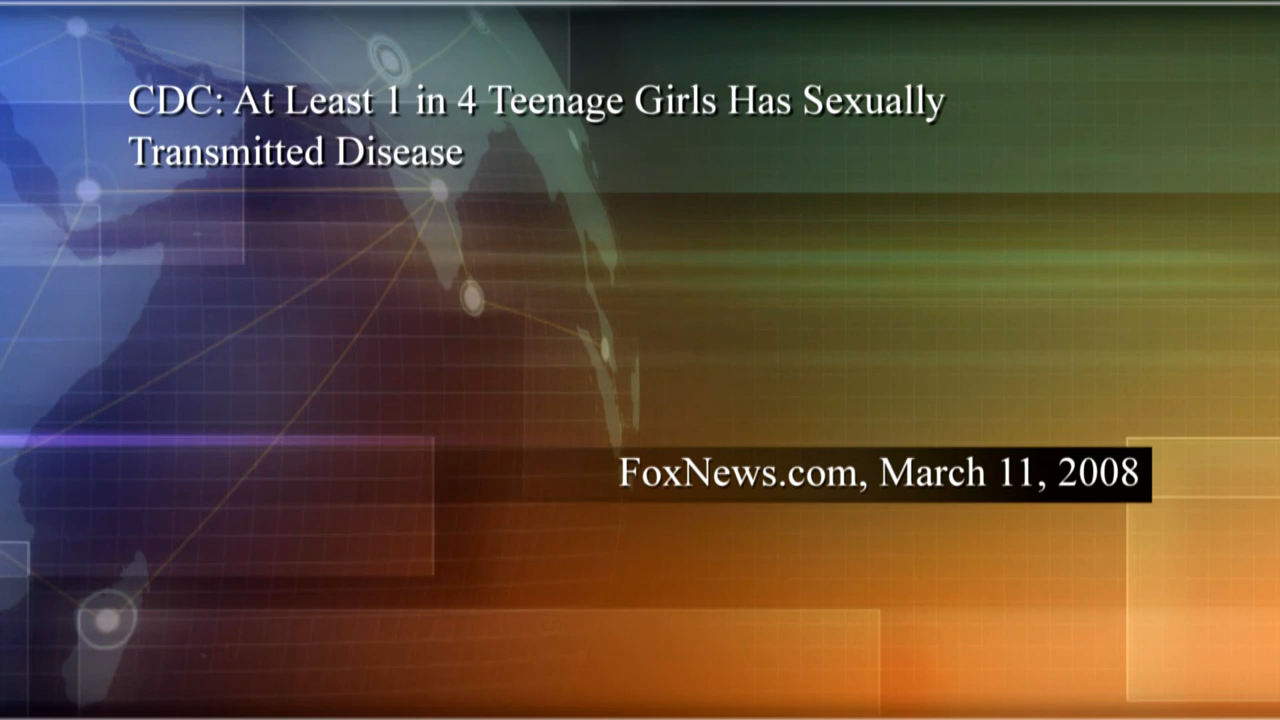 CDC: At Least 1 in 4 Teenage Girls Has Sexually
Transmitted Disease
FoxNews.com, March 11, 2008